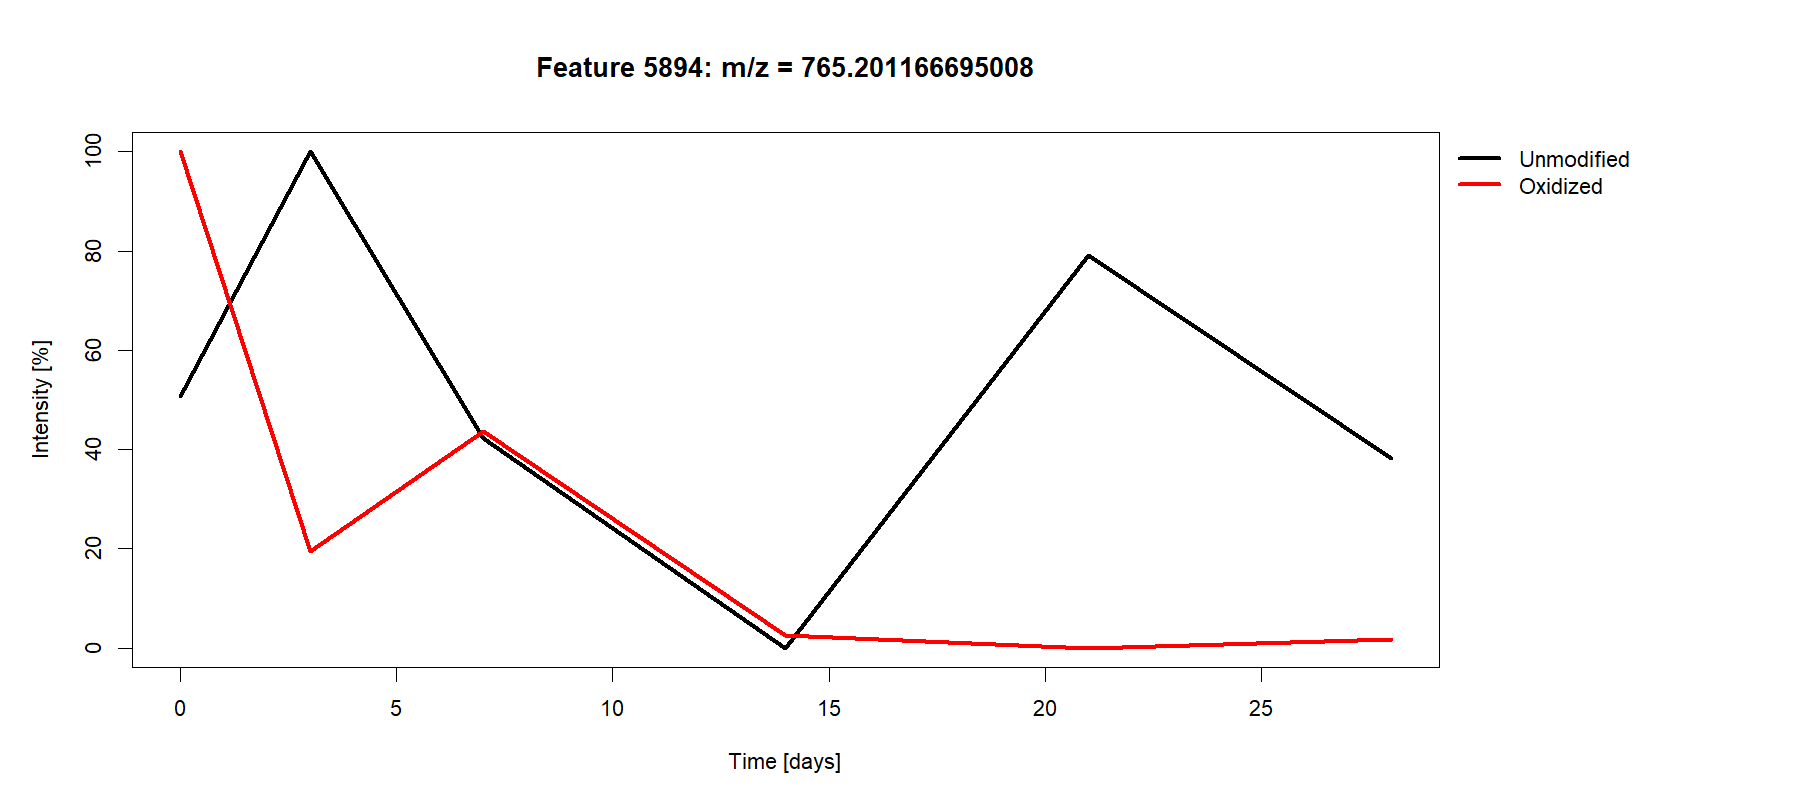 Feature 5894: m/z = 765.201166695008
Unmodified
Oxidized
Intensity [%]
100
80
60
40
20
0
0 5 10 15 20 25
Time [days]